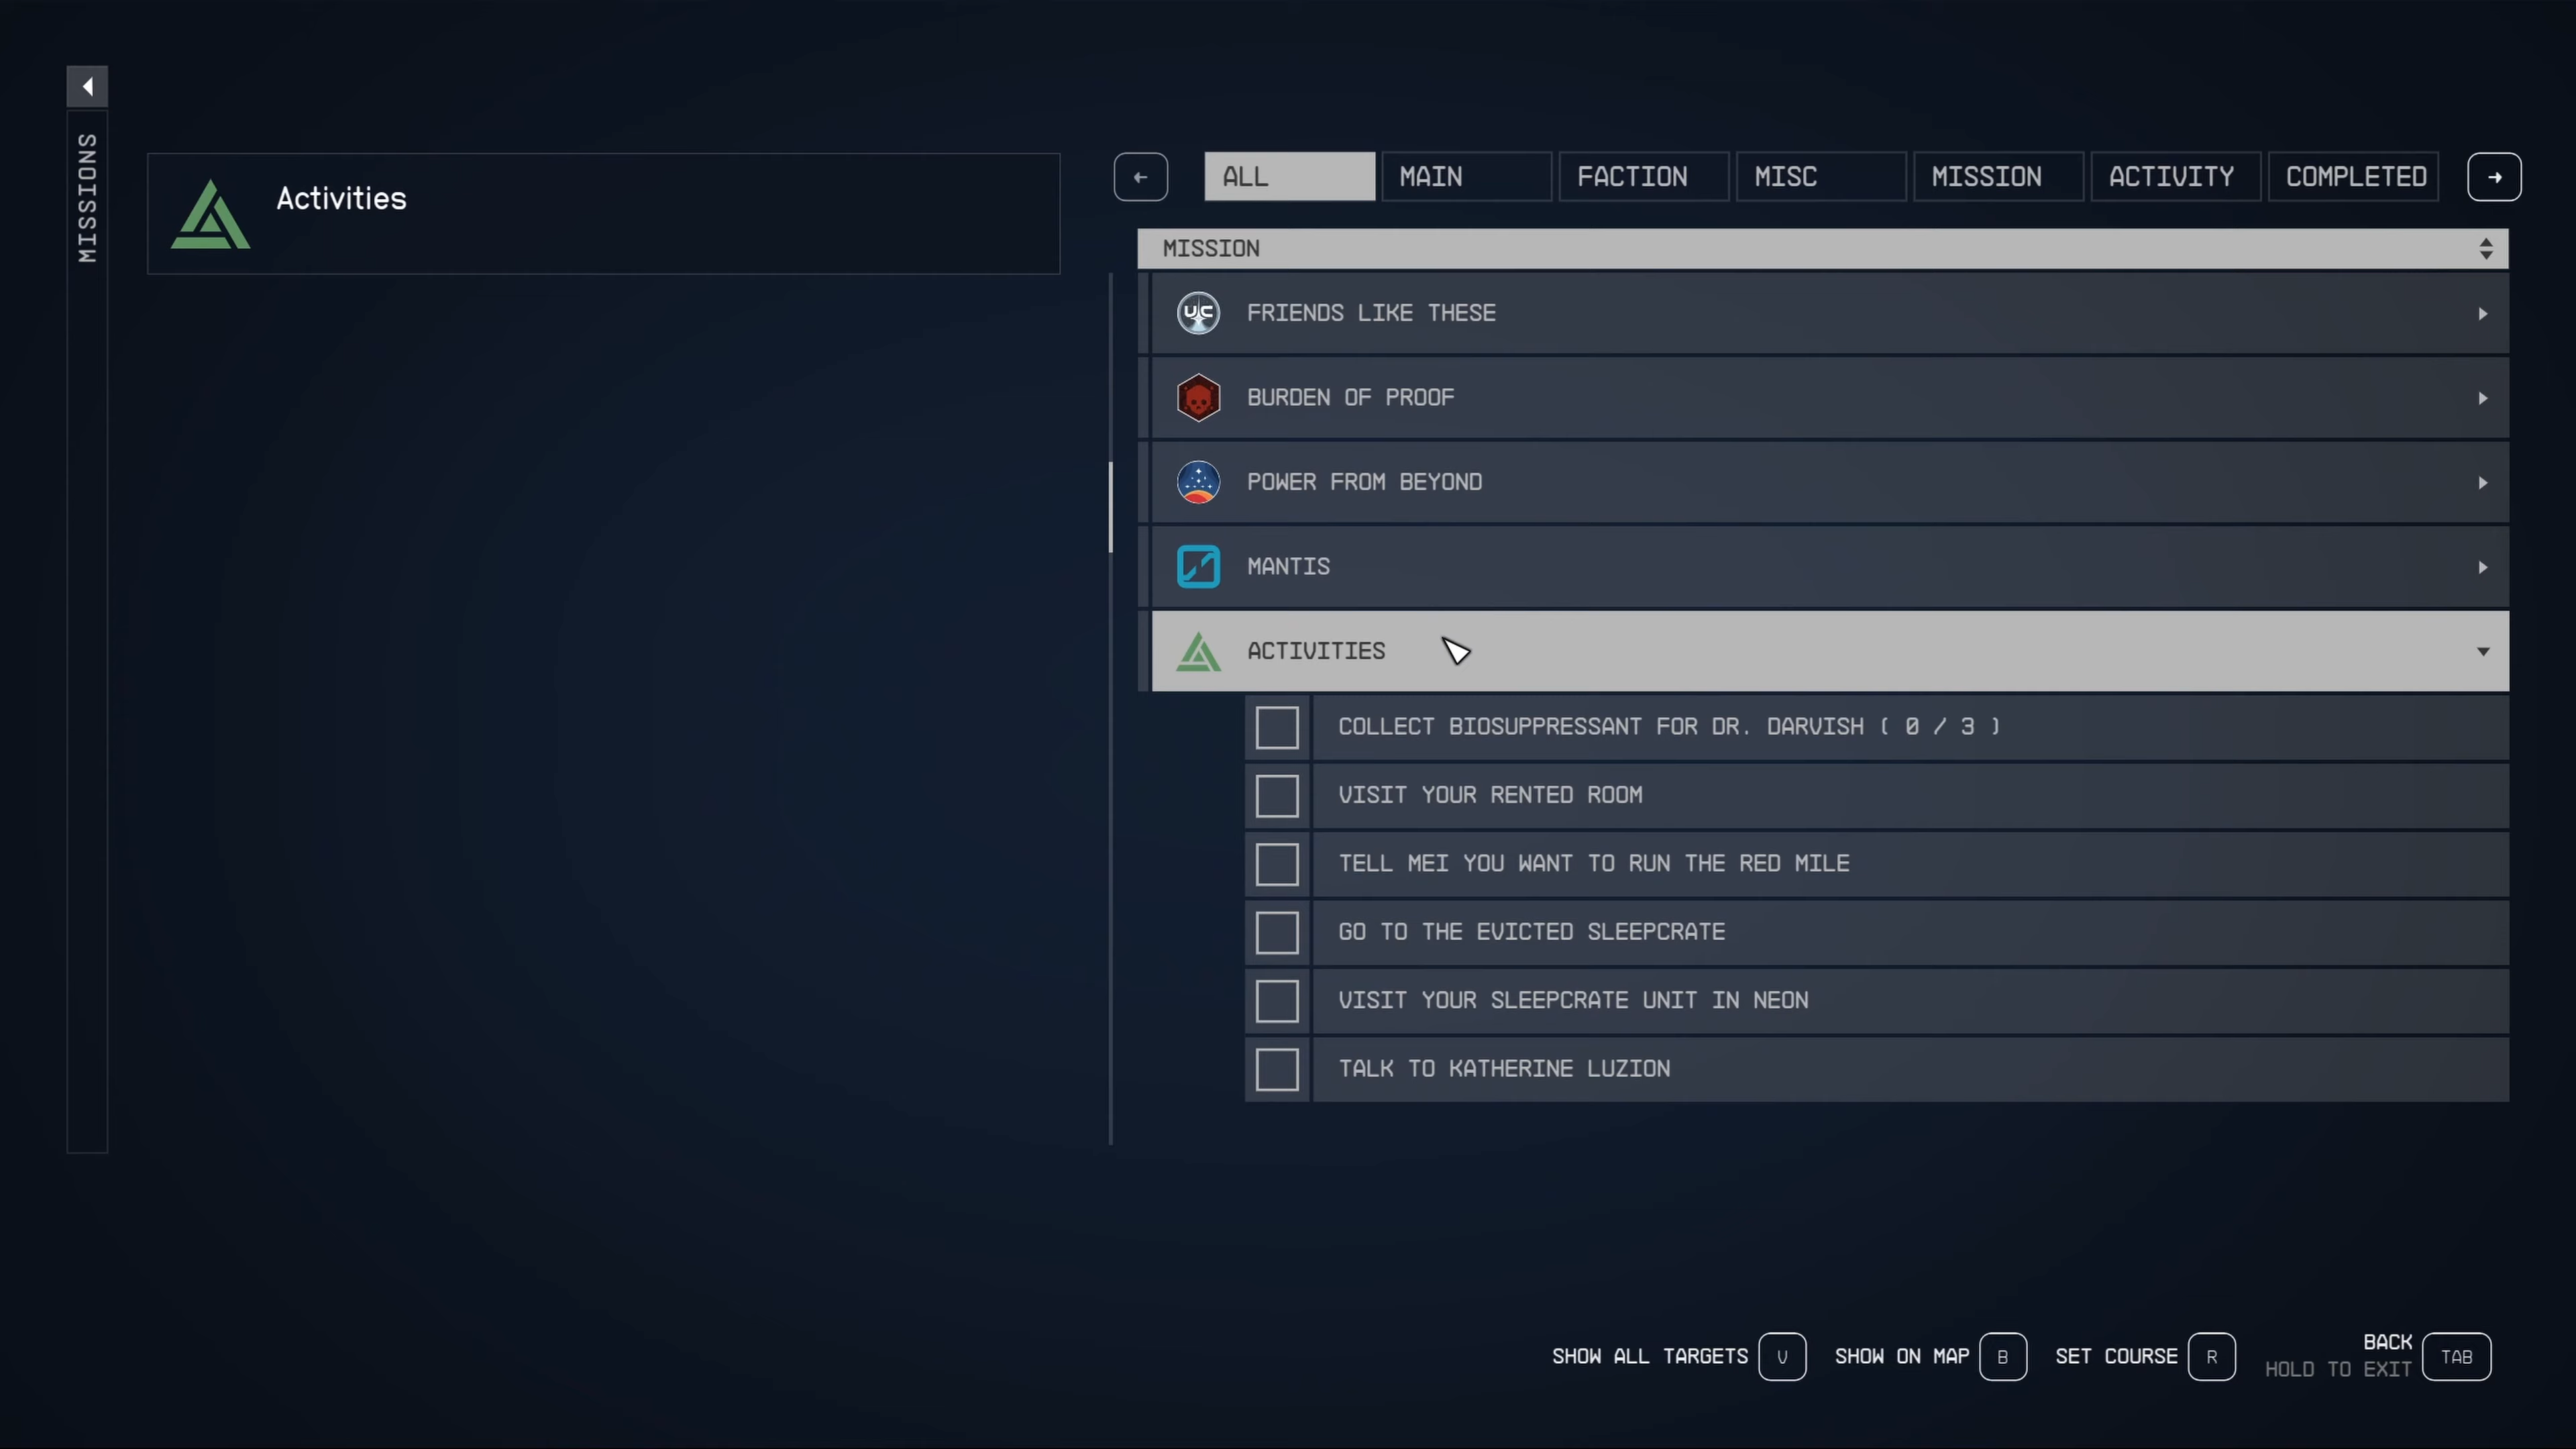 MISSIONS
Activities
ALL MAIN FACTION MISC MISSION ACTIVITY COMPLETED
MISSION
UC FRIENDS LIKE THESE
BURDEN OF PROOF
POWER FROM BEYOND
MANTIS
ACTIVITIES
COLLECT BIOSUPPRESSANT FOR DR. DARVISH ( 0 / 3 )
VISIT YOUR RENTED ROOM
TELL MEI YOU WANT TO RUN THE RED MILE
GO TO THE EVICTED SLEEPCRATE
VISIT YOUR SLEEPCRATE UNIT IN NEON
TALK TO KATHERINE LUZION
SHOW ALL TARGETS V SHOW ON MAP B SET COURSE R BACK TAB
HOLD TO EXIT